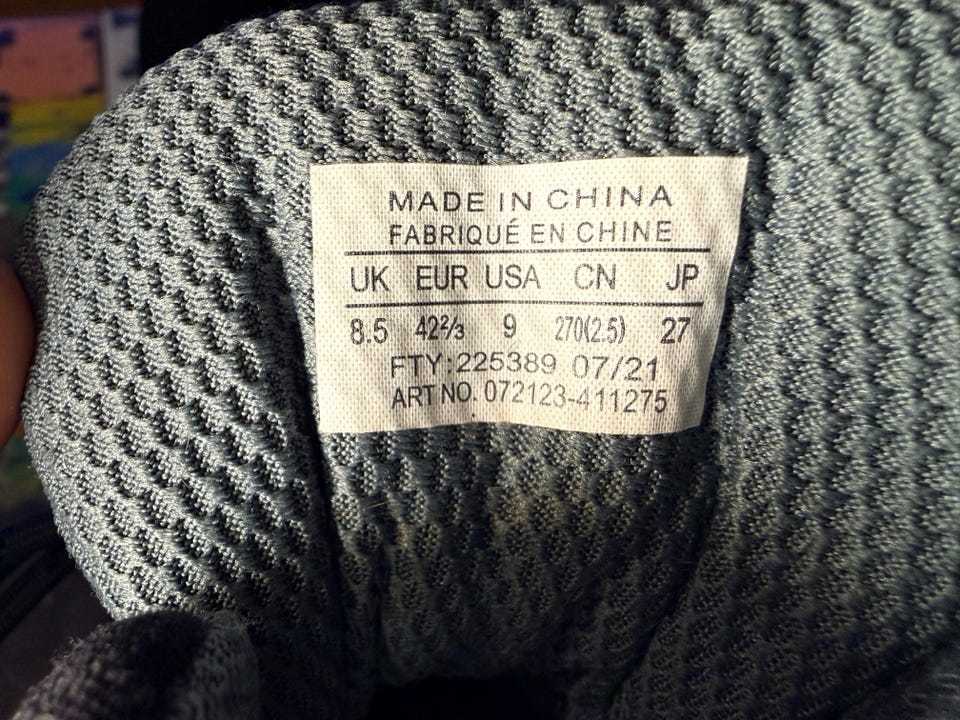 MADE IN CHINA
FABRIQUÉ EN CHINE
UK EUR USA CN JP
8.5 42⅔ 9 270(2.5) 27
FTY:225389 07/21
ART NO. 072123-411275